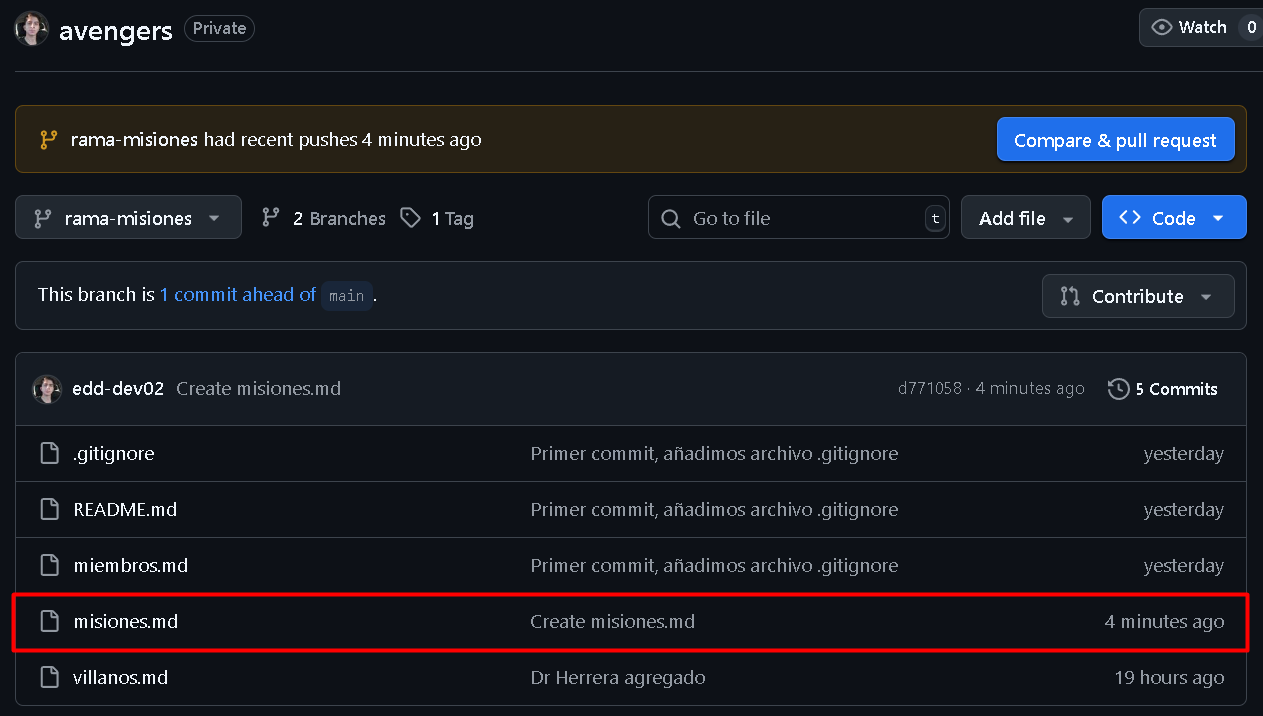 avengers Private Watch 0
rama-misiones had recent pushes 4 minutes ago Compare & pull request
rama-misiones 2 Branches 1 Tag Go to file t Add file Code
This branch is 1 commit ahead of main . Contribute
edd-dev02 Create misiones.md d771058 · 4 minutes ago 5 Commits
.gitignore Primer commit, añadimos archivo .gitignore yesterday
README.md Primer commit, añadimos archivo .gitignore yesterday
miembros.md Primer commit, añadimos archivo .gitignore yesterday
misiones.md Create misiones.md 4 minutes ago
villanos.md Dr Herrera agregado 19 hours ago